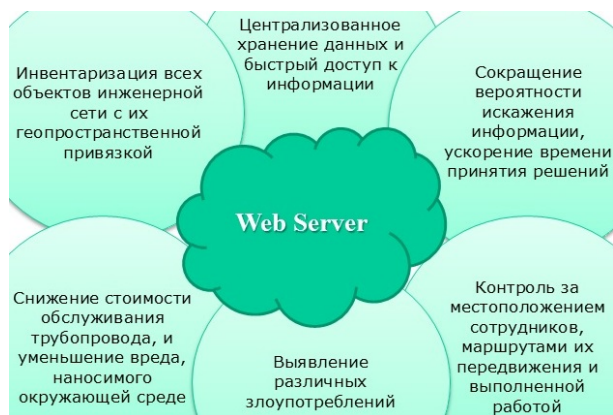 Централизованное
хранение данных и
быстрый доступ к
информации
Инвентаризация всех
объектов инженерной
сети с их
геопространственной
привязкой
Сокращение
вероятности
искажения
информации,
ускорение времени
принятия решений
Web Server
Снижение стоимости
обслуживания
трубопровода, и
уменьшение вреда,
наносимого
окружающей среде
Выявление
различных
злоупотреблений
Контроль за
местоположением
сотрудников,
маршрутами их
передвижения и
выполненной
работой